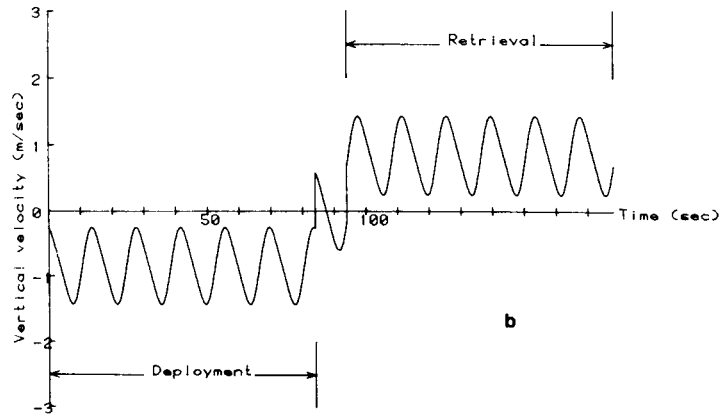 3
Retrieval
2
1
Vertical velocity (m/sec)
0
50
100
Time (sec)
-1
b
-2
Deployment
-3